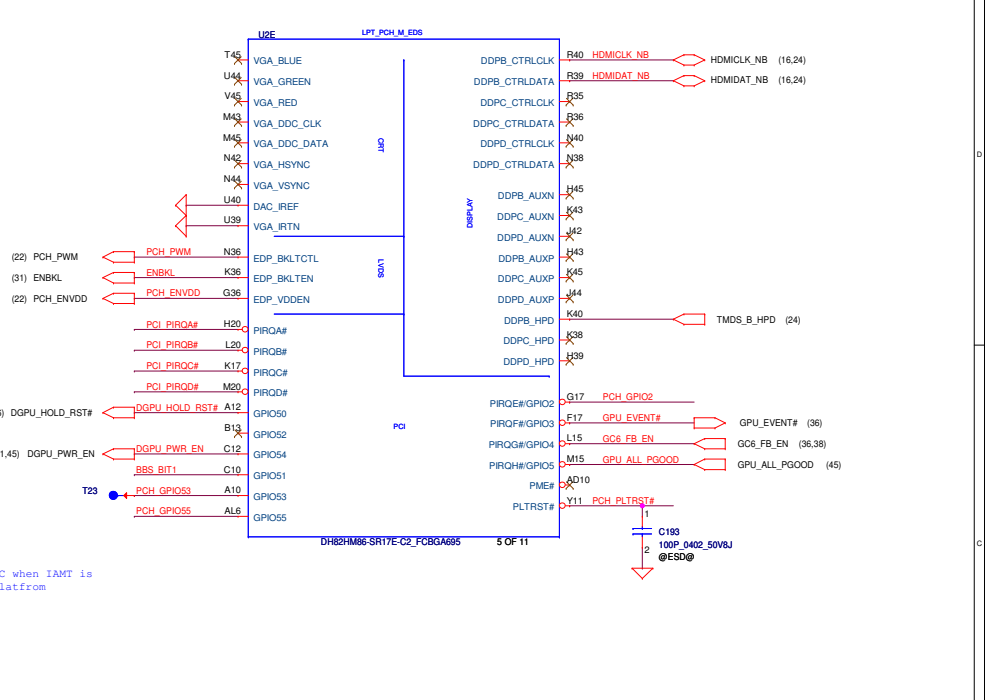 U2E LPT_PCH_M_EDS
T45 VGA_BLUE DDPB_CTRLCLK R40 HDMICLK_NB HDMICLK_NB (16,24)
U44 VGA_GREEN DDPB_CTRLDATA R39 HDMIDAT_NB HDMIDAT_NB (16,24)
V45 VGA_RED DDPC_CTRLCLK R35
M43 VGA_DDC_CLK DDPC_CTRLDATA R36
M45 VGA_DDC_DATA DDPD_CTRLCLK N40
CRT
N42 VGA_HSYNC DDPD_CTRLDATA N38
N44 VGA_VSYNC
DDPB_AUXN H45
U40 DAC_IREF
DISPLAY
DDPC_AUXN K43
U39 VGA_IRTN
DDPD_AUXN J42
(22) PCH_PWM PCH_PWM N36 EDP_BKLTCTL DDPB_AUXP H43
LVDS
(31) ENBKL ENBKL K36 EDP_BKLTEN DDPC_AUXP K45
(22) PCH_ENVDD PCH_ENVDD G36 EDP_VDDEN DDPD_AUXP J44
DDPB_HPD K40 TMDS_B_HPD (24)
PCI_PIRQA# H20 PIRQA#
DDPC_HPD K38
PCI_PIRQB# L20 PIRQB#
DDPD_HPD H39
PCI_PIRQC# K17 PIRQC#
PCI_PIRQD# M20 PIRQD#
PIRQE#/GPIO2 G17 PCH_GPIO2
) DGPU_HOLD_RST# DGPU_HOLD_RST# A12 GPIO50
PIRQF#/GPIO3 F17 GPU_EVENT# GPU_EVENT# (36)
PCI
B13 GPIO52
PIRQG#/GPIO4 L15 GC6_FB_EN GC6_FB_EN (36,38)
1,45) DGPU_PWR_EN DGPU_PWR_EN C12 GPIO54
PIRQH#/GPIO5 M15 GPU_ALL_PGOOD GPU_ALL_PGOOD (45)
BBS_BIT1 C10 GPIO51
PME# AD10
T23 PCH_GPIO53 A10 GPIO53
PLTRST# Y11 PCH_PLTRST#
PCH_GPIO55 AL6 GPIO55
1
C193
100P_0402_50V8J
2
@ESD@
DH82HM86-SR17E-C2_FCBGA695 5 OF 11
C when IAMT is
latfrom
D
C